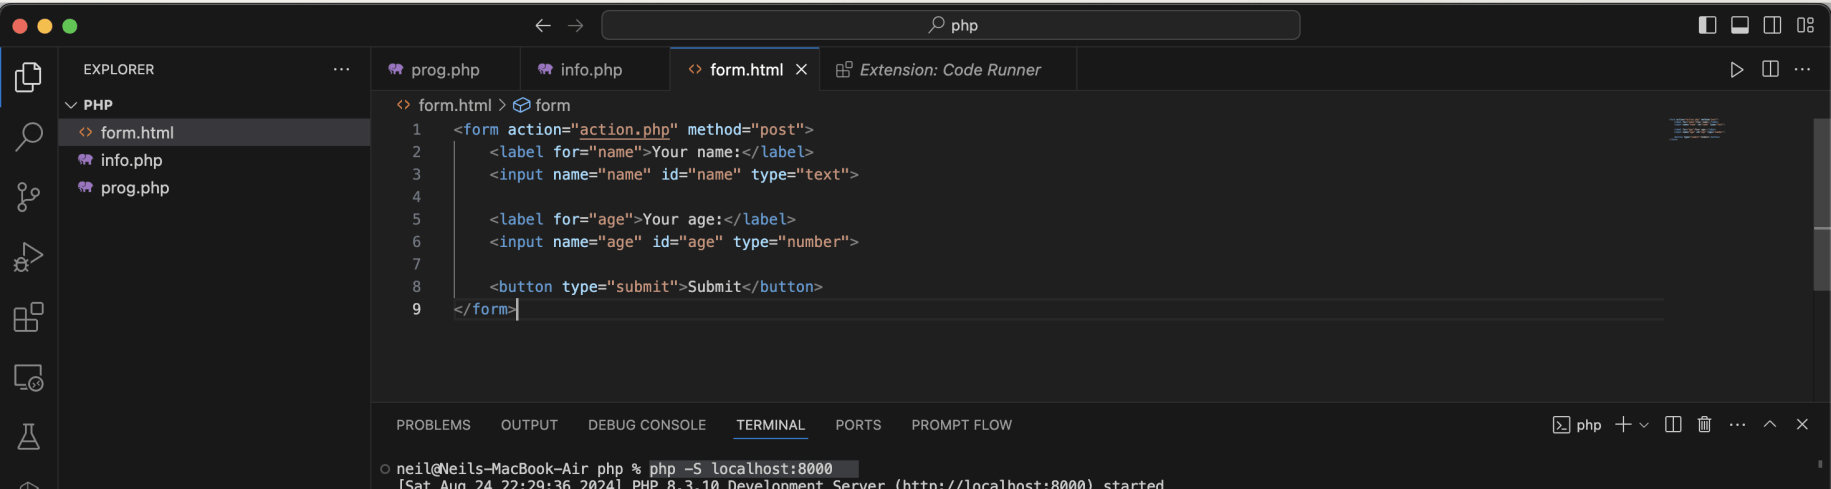 php
EXPLORER ···
prog.php
info.php
form.html
Extension: Code Runner
PHP
form.html
info.php
prog.php
form.html > form
1 <form action="action.php" method="post">
2 <label for="name">Your name:</label>
3 <input name="name" id="name" type="text">
4
5 <label for="age">Your age:</label>
6 <input name="age" id="age" type="number">
7
8 <button type="submit">Submit</button>
9 </form>
PROBLEMS OUTPUT DEBUG CONSOLE TERMINAL PORTS PROMPT FLOW
php
neil@Neils-MacBook-Air php % php -S localhost:8000
[Sat Aug 24 22:29:36 2024] PHP 8.3.10 Development Server (http://localhost:8000) started